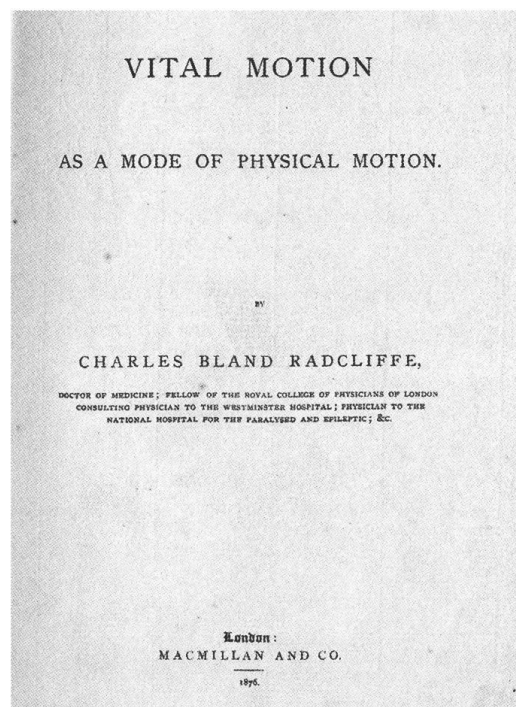 VITAL MOTION
AS A MODE OF PHYSICAL MOTION.
BY
CHARLES BLAND RADCLIFFE,
DOCTOR OF MEDICINE; FELLOW OF THE ROYAL COLLEGE OF PHYSICIANS OF LONDON
CONSULTING PHYSICIAN TO THE WESTMINSTER HOSPITAL; PHYSICIAN TO THE
NATIONAL HOSPITAL FOR THE PARALYSED AND EPILEPTIC; &C.
London:
MACMILLAN AND CO.
1876.